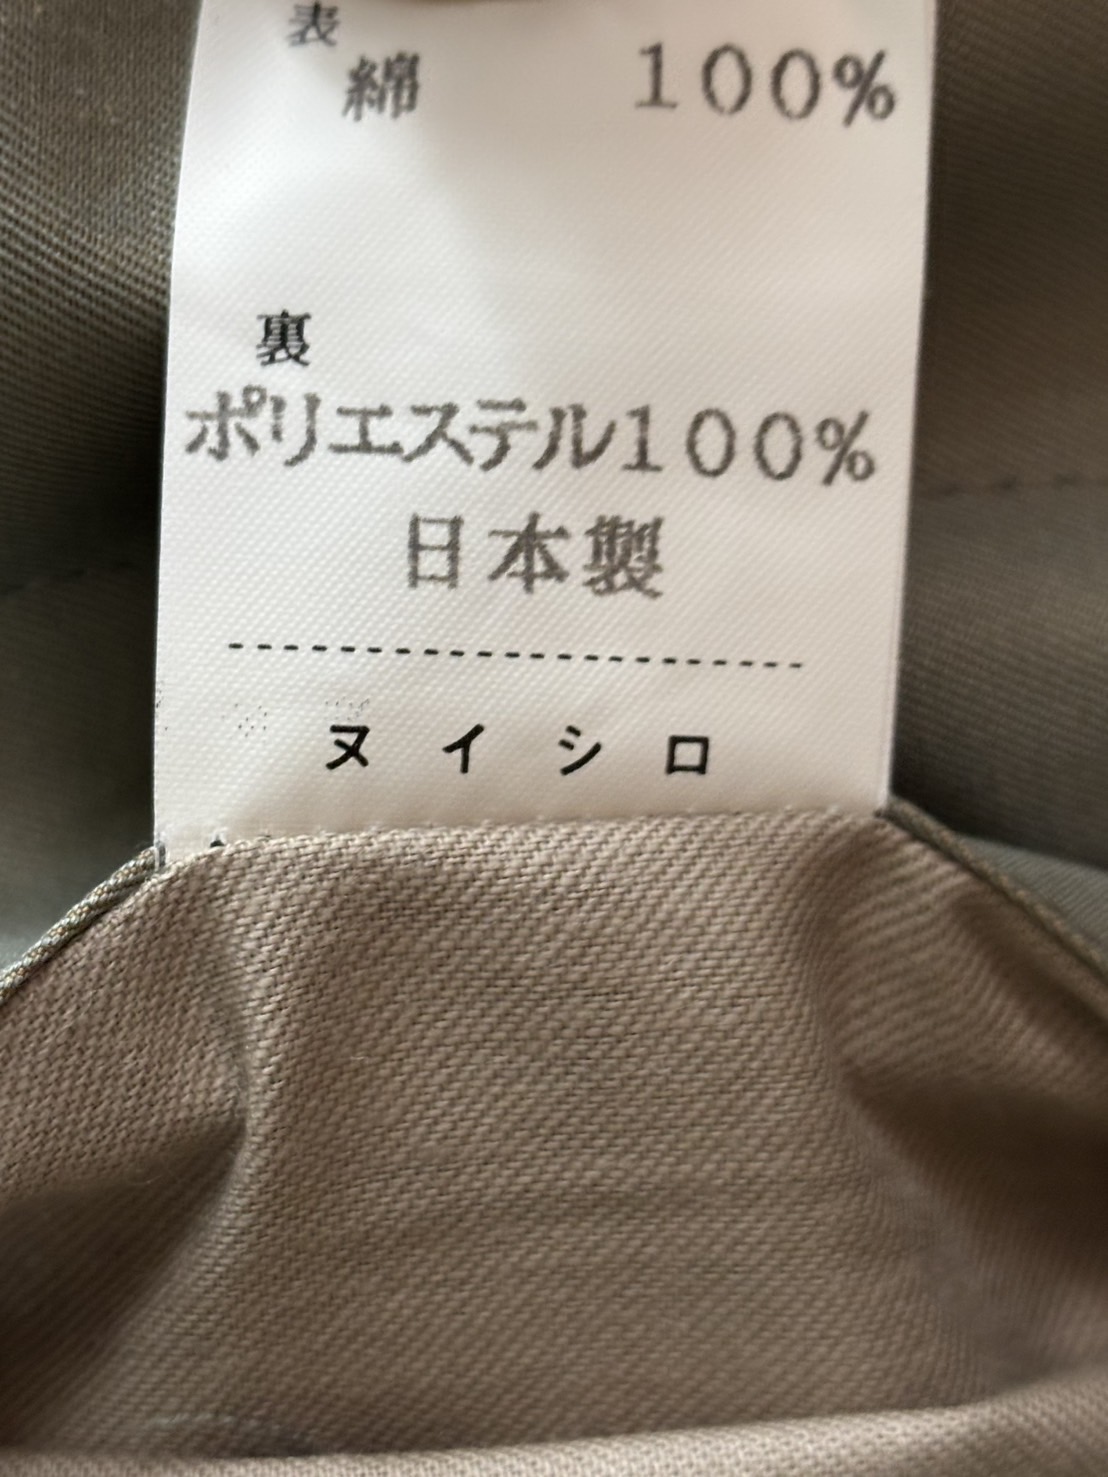 表
綿 100%
裏
ポリエステル100%
日本製
ヌイシロ